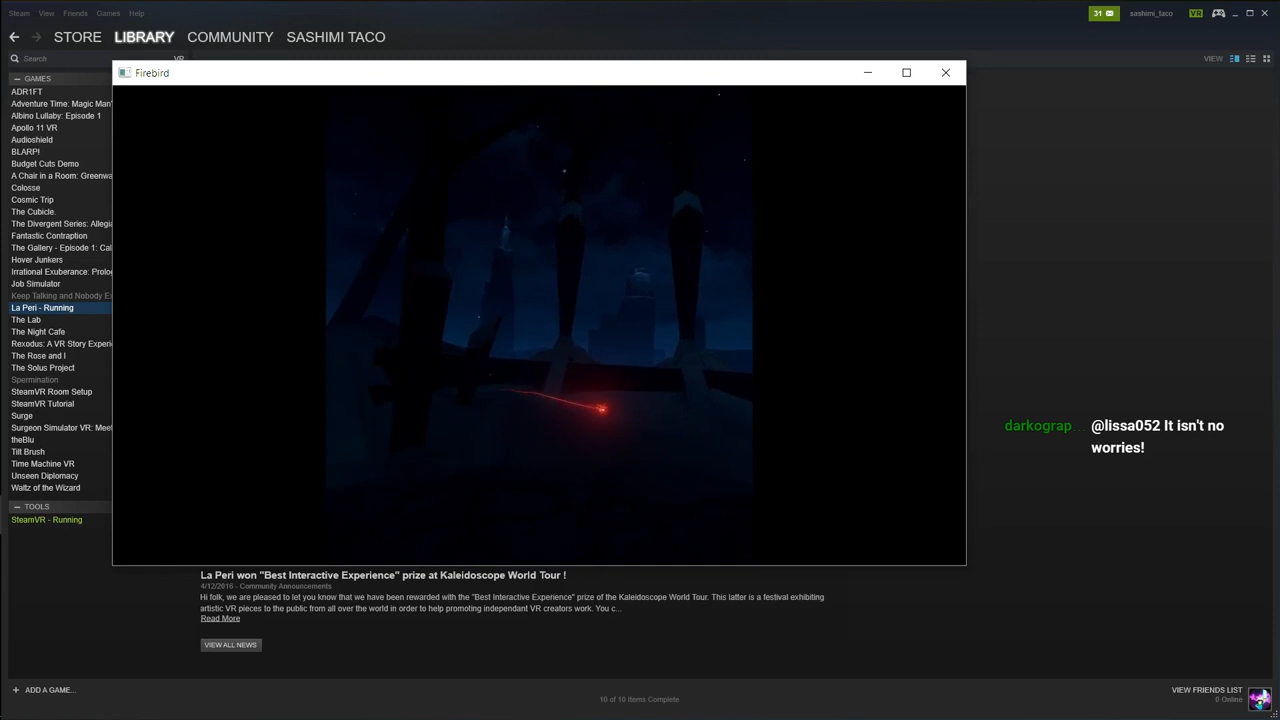 Steam View Friends Games Help
31
sashimi_taco
VR
STORE LIBRARY COMMUNITY SASHIMI TACO
Search
VR
VIEW
Firebird
— GAMES
ADR1FT
Adventure Time: Magic Man'
Albino Lullaby: Episode 1
Apollo 11 VR
Audioshield
BLARPI
Budget Cuts Demo
A Chair in a Room: Greenwa
Colosse
Cosmic Trip
The Cubicle.
The Divergent Series: Allegia
Fantastic Contraption
The Gallery - Episode 1: Cal
Hover Junkers
Irrational Exuberance: Prolog
Job Simulator
Keep Talking and Nobody Ex
La Peri - Running
The Lab
The Night Cafe
Rexodus: A VR Story Experi
The Rose and I
The Solus Project
Spermination
SteamVR Room Setup
SteamVR Tutorial
Surge
Surgeon Simulator VR: Meet
theBlu
Tilt Brush
Time Machine VR
Unseen Diplomacy
Waltz of the Wizard
— TOOLS
SteamVR - Running
darkograp... @lissa052 It isn't no
worries!
La Peri won "Best Interactive Experience" prize at Kaleidoscope World Tour !
4/12/2016 - Community Announcements
Hi folk, we are pleased to let you know that we have been rewarded with the "Best Interactive Experience" prize of the Kaleidoscope World Tour. This latter is a festival exhibiting
artistic VR pieces to the public from all over the world in order to help promoting independant VR creators work. You c...
Read More
VIEW ALL NEWS
+ ADD A GAME...
10 of 10 Items Complete
VIEW FRIENDS LIST
0 Online